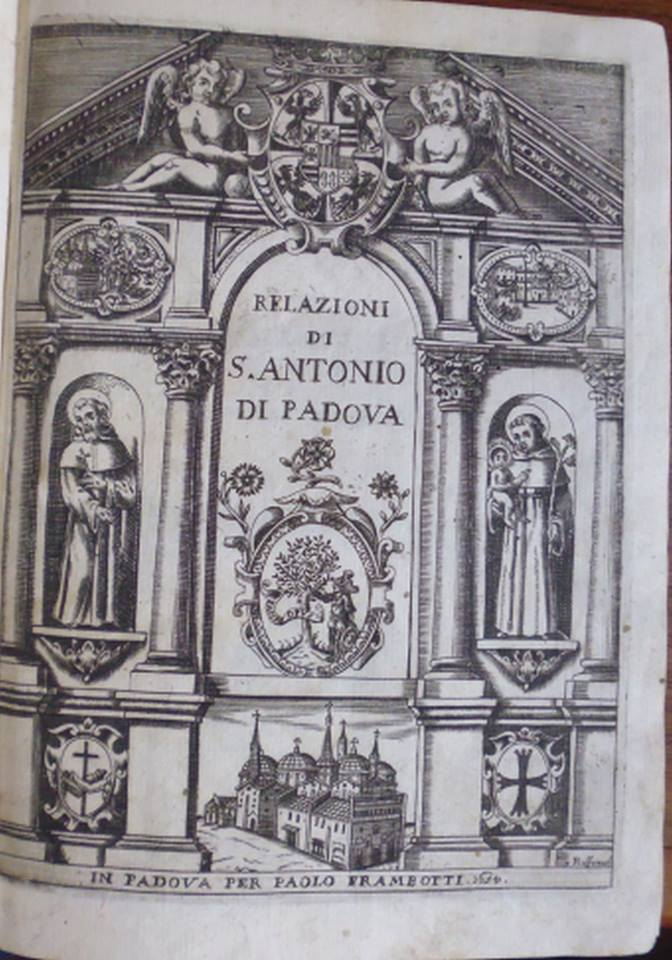 RELAZIONI
DI
S. ANTONIO
DI PADOVA
IN PADOVA PER PAOLO FRAMBOTTI.